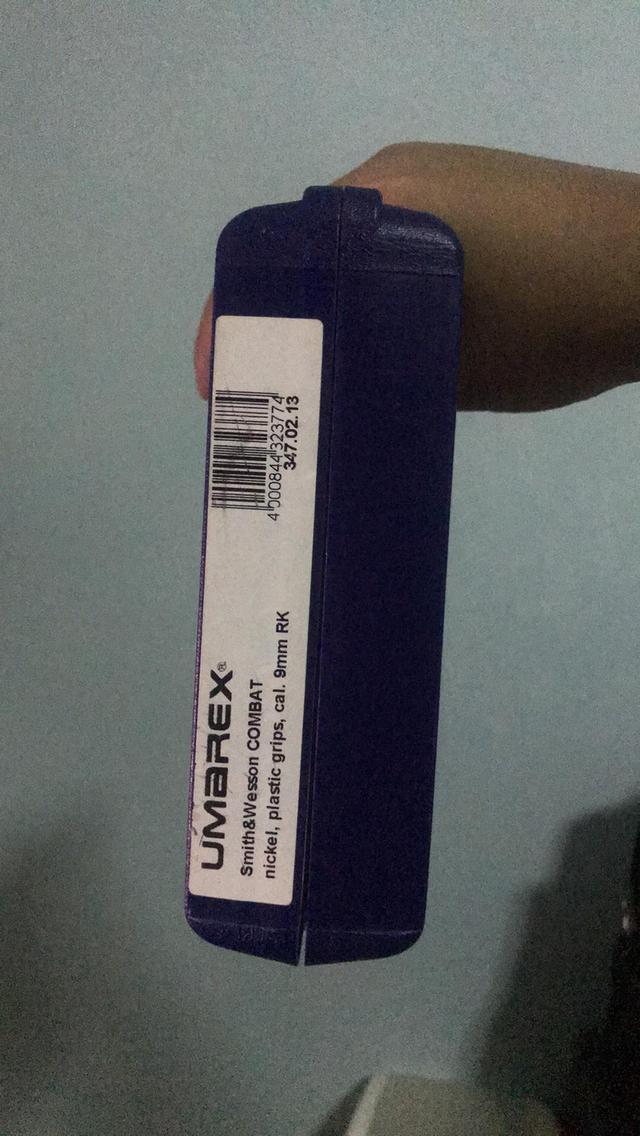 UMAREX®
Smith&Wesson COMBAT
nickel, plastic grips, cal. 9mm RK
4 000844 323774
347.02.13